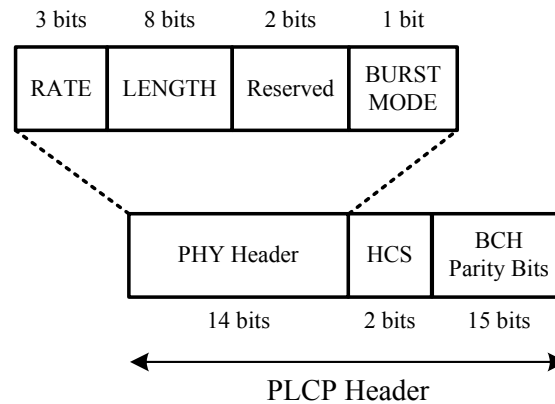 3 bits 8 bits 2 bits 1 bit
RATE LENGTH Reserved BURST MODE
PHY Header HCS BCH Parity Bits
14 bits 2 bits 15 bits
PLCP Header